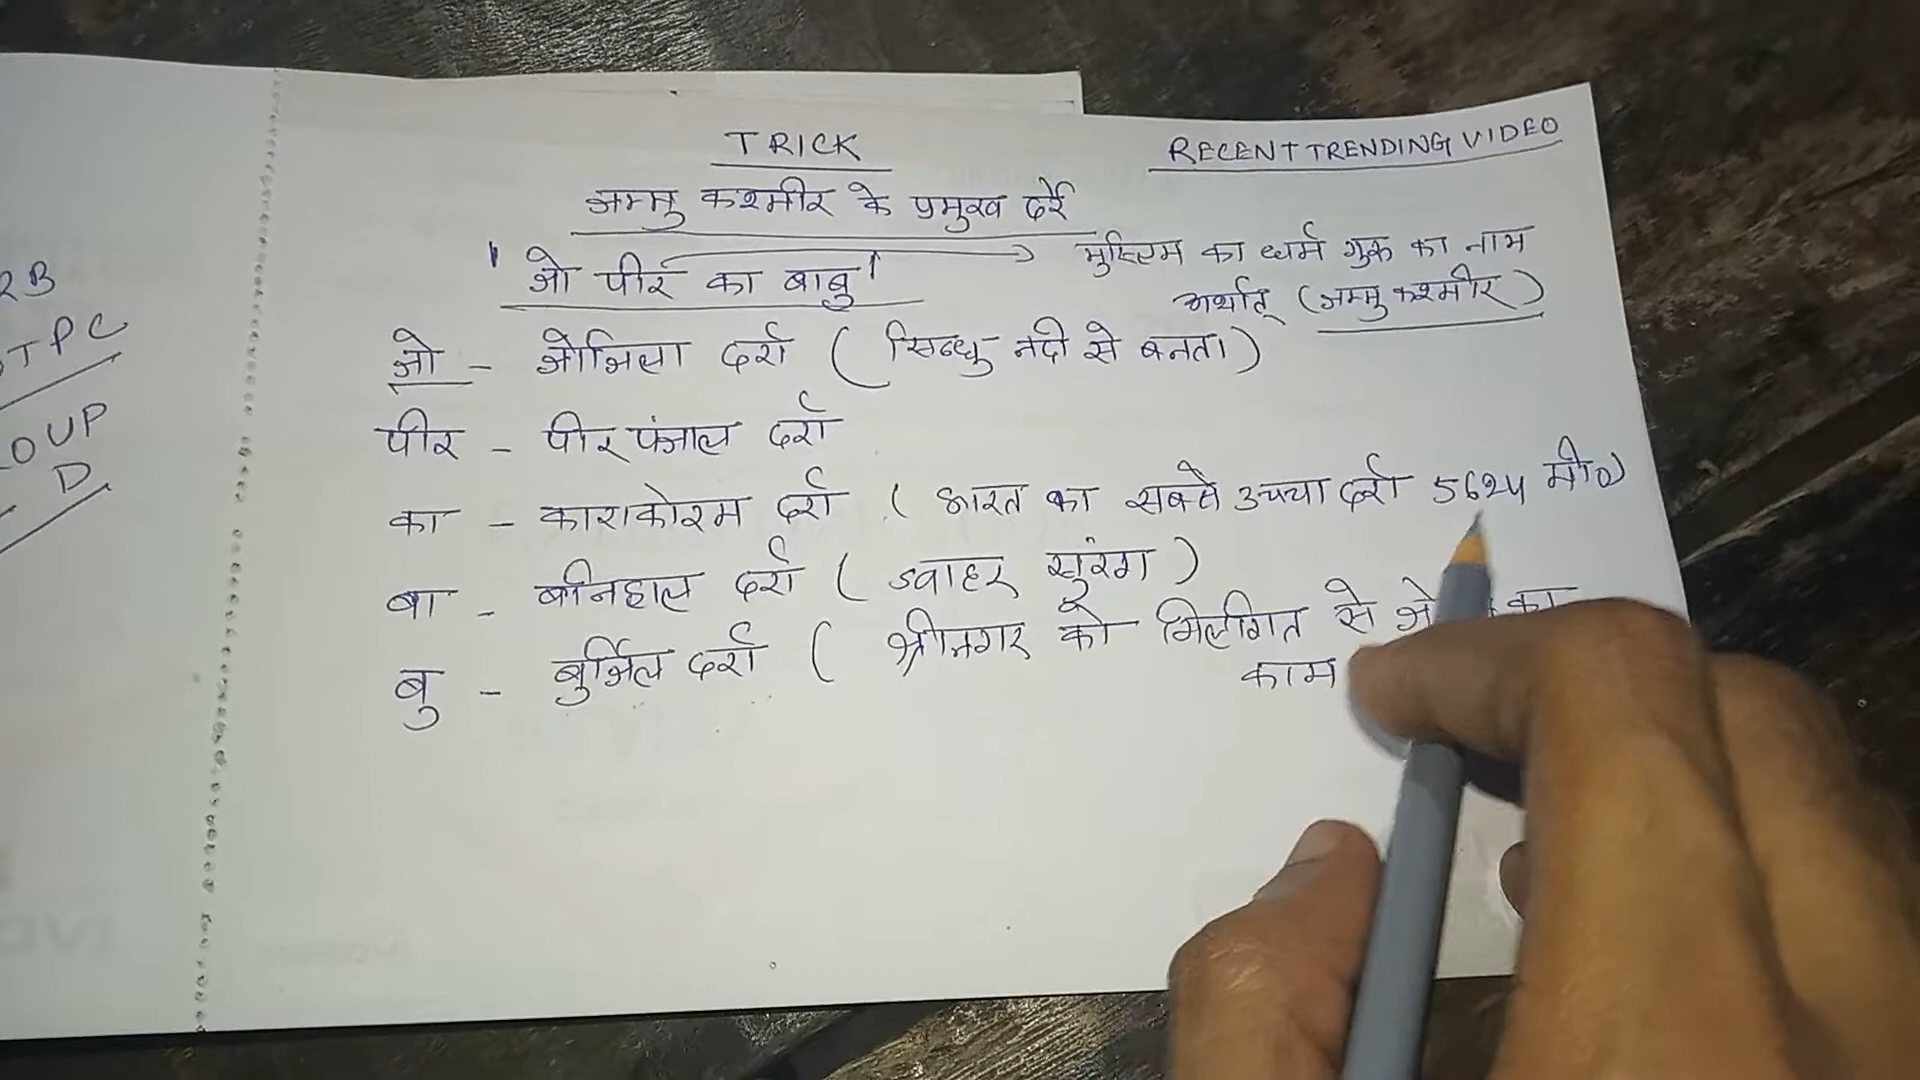 TRICK
RECENT TRENDING VIDEO
जम्मु कश्मीर के प्रमुख दर्रे
'जो पीर का बाबु'
मुस्लिम का धर्म गुरू का नाम
अर्थात् (जम्मु कश्मीर)
जो - जोजिला दर्रा ( सिन्धु नदी से बनता)
पीर - पीर पंजाल दर्रा
का - काराकोरम दर्रा ( भारत का सबसे उच्चा दर्रा 5624 मी०)
बा - बनिहाल दर्रा ( जवाहर सुरंग )
बु - बुर्जिल दर्रा ( श्रीनगर को गिलगित से का
काम
TPC
OUP
D